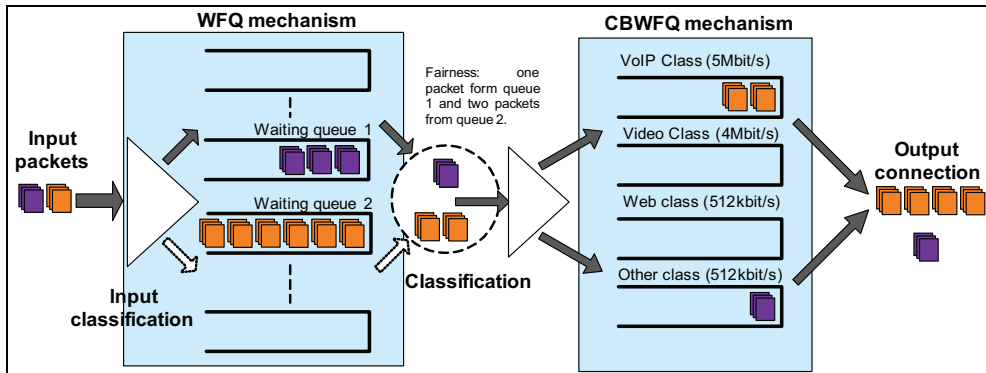 WFQ mechanism
CBWFQ mechanism
Input
packets
Waiting queue 1
Waiting queue 2
Input
classification
Fairness: one
packet form queue
1 and two packets
from queue 2.
Classification
VoIP Class (5Mbit/s)
Video Class (4Mbit/s)
Web class (512kbit/s)
Other class (512kbit/s)
Output
connection